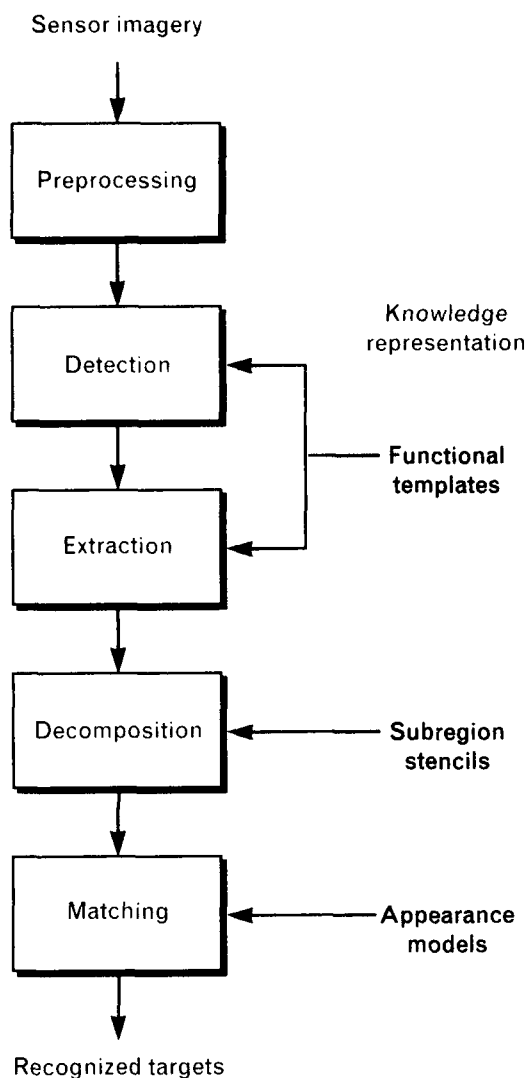 Sensor imagery
Preprocessing
Knowledge
representation
Detection
Functional
templates
Extraction
Decomposition
Subregion
stencils
Matching
Appearance
models
Recognized targets